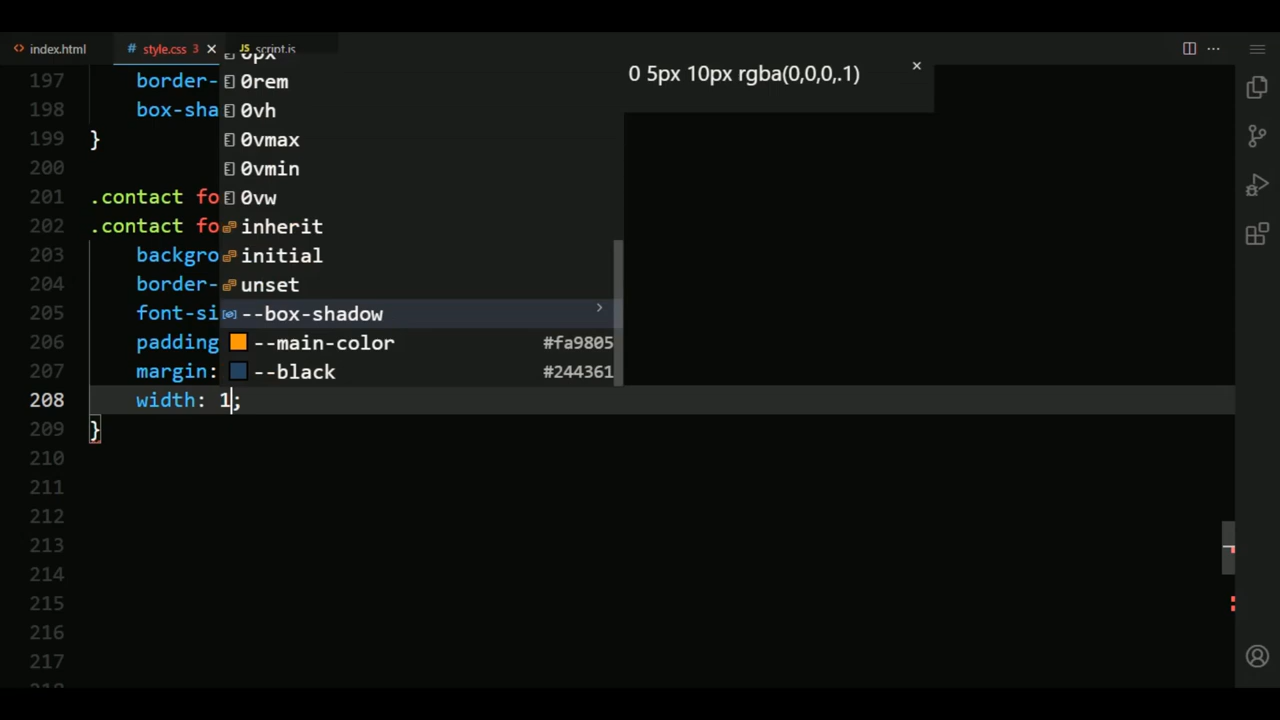 index.html
style.css 3
script.js
0px
0 5px 10px rgba(0,0,0,.1)
197 border-
0rem
198 box-sha
0vh
199 }
0vmax
200
0vmin
201 .contact fo
0vw
202 .contact fo
inherit
203 backgro
initial
204 border-
unset
205 font-si
--box-shadow
206 padding
--main-color #fa9805
207 margin:
--black #244361
208 width: 1;
209 }
210
211
212
213
214
215
216
217
218